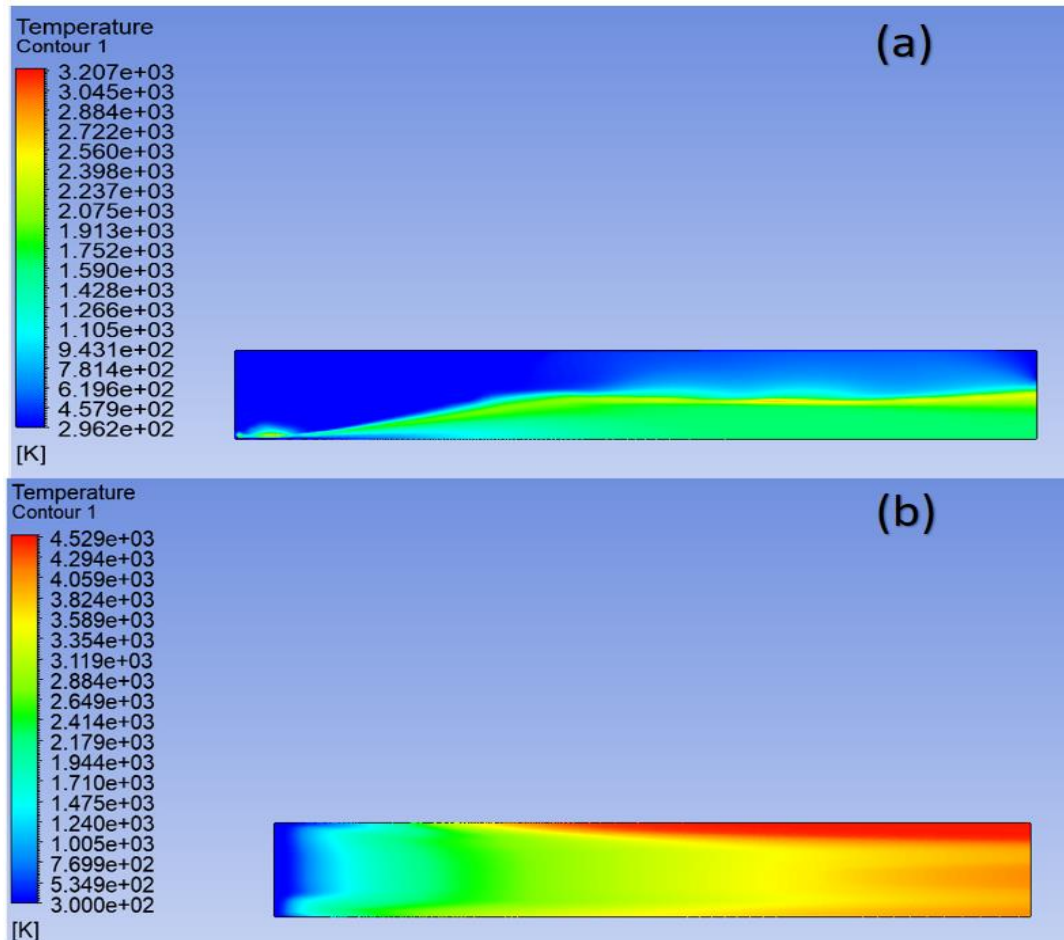 Temperature
Contour 1
(a)
3.207e+03
3.045e+03
2.884e+03
2.722e+03
2.560e+03
2.398e+03
2.237e+03
2.075e+03
1.913e+03
1.752e+03
1.590e+03
1.428e+03
1.266e+03
1.105e+03
9.431e+02
7.814e+02
6.196e+02
4.579e+02
2.962e+02
[K]
Temperature
Contour 1
(b)
4.529e+03
4.294e+03
4.059e+03
3.824e+03
3.589e+03
3.354e+03
3.119e+03
2.884e+03
2.649e+03
2.414e+03
2.179e+03
1.944e+03
1.710e+03
1.475e+03
1.240e+03
1.005e+03
7.699e+02
5.349e+02
3.000e+02
[K]